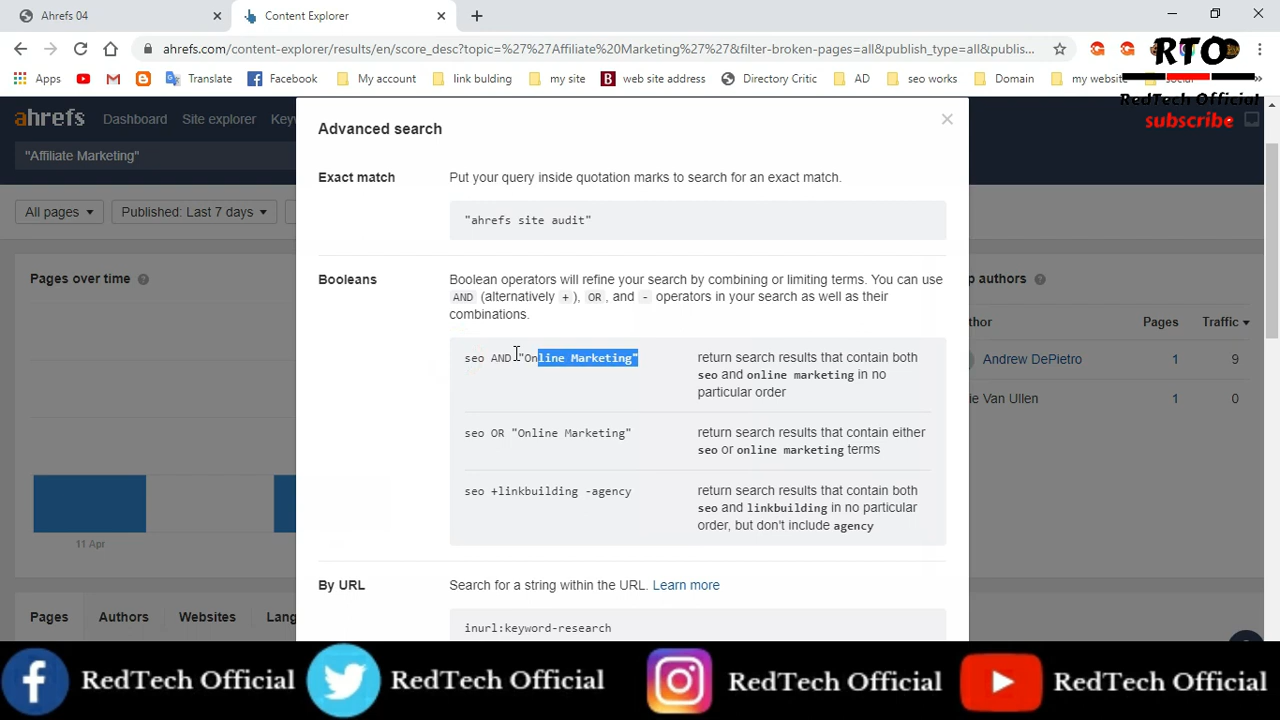 Ahrefs 04
Content Explorer
ahrefs.com/content-explorer/results/en/score_desc?topic=%27%27Affiliate%20Marketing%27%27&filter-broken-pages=all&publish_type=all&publis...
Apps
Translate
Facebook
My account
link bulding
my site
B web site address
Directory Critic
AD
seo works
Domain
my website
social
RTO
RedTech Official
subscribe
ahrefs
Dashboard
Site explorer
Key
"Affiliate Marketing"
All pages
Published: Last 7 days
Pages over time
11 Apr
Pages
Authors
Websites
Lang
Advanced search
Exact match
Put your query inside quotation marks to search for an exact match.
"ahrefs site audit"
Booleans
Boolean operators will refine your search by combining or limiting terms. You can use
AND (alternatively + ), OR, and - operators in your search as well as their
combinations.
seo AND "Online Marketing"
return search results that contain both
seo and online marketing in no
particular order
seo OR "Online Marketing"
return search results that contain either
seo or online marketing terms
seo +linkbuilding -agency
return search results that contain both
seo and linkbuilding in no particular
order, but don't include agency
By URL
Search for a string within the URL. Learn more
inurl:keyword-research
p authors
thor
Pages
Traffic
Andrew DePietro
1
9
ie Van Ullen
1
0
RedTech Official
RedTech Official
RedTech Official
RedTech Official